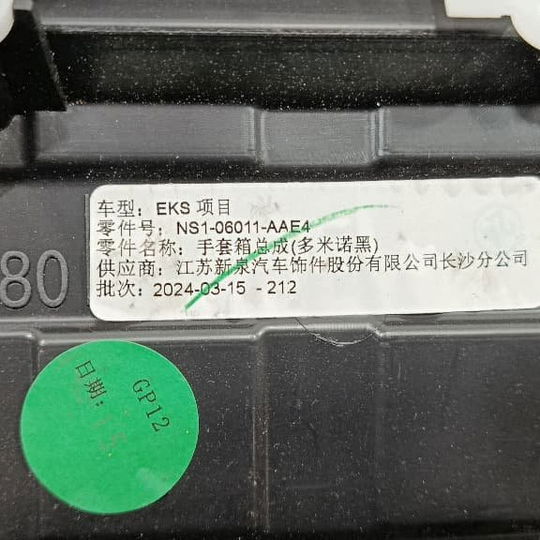 车型：EKS 项目
零件号：NS1-06011-AAE4
零件名称：手套箱总成(多米诺黑)
供应商：江苏新泉汽车饰件股份有限公司长沙分公司
批次：2024-03-15 -212
80
GP12
日期：